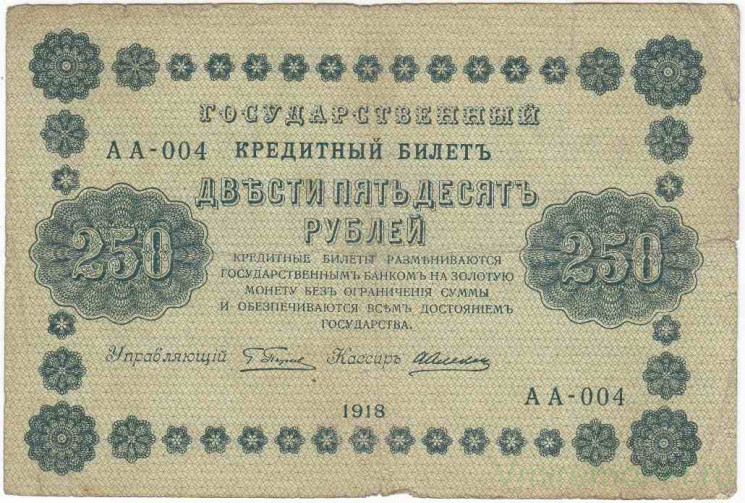 ГОСУДАРСТВЕННЫЙ
АА-004 КРЕДИТНЫЙ БИЛЕТЪ
ДВѢСТИ ПЯТЬДЕСЯТЪ
РУБЛЕЙ
250 250
КРЕДИТНЫЕ БИЛЕТЫ РАЗМѢНИВАЮТСЯ
ГОСУДАРСТВЕННЫМЪ БАНКОМЪ НА ЗОЛОТУЮ
МОНЕТУ БЕЗЪ ОГРАНИЧЕНІЯ СУММЫ
И ОБЕЗПЕЧИВАЮТСЯ ВСѢМЪ ДОСТОЯНІЕМЪ
ГОСУДАРСТВА.
Управляющій Кассиръ
АА-004
1918